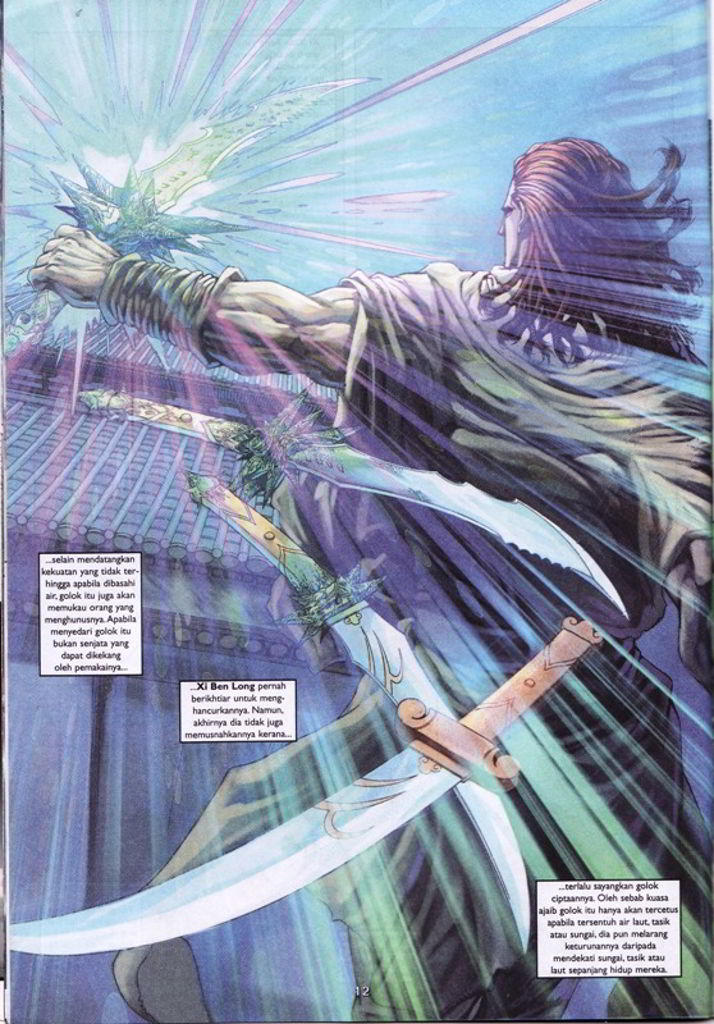 ...selain mendatangkan
kekuatan yang tidak ter-
hingga apabila dibasahi
air, golok itu juga akan
memukau orang yang
menghunusnya. Apabila
menyedari golok itu
bukan senjata yang
dapat dikekang
oleh pemakainya...
...Xi Ben Long pernah
berikhtiar untuk meng-
hancurkannya. Namun,
akhirnya dia tidak juga
memusnahkannya kerana...
...terlalu sayangkan golok
ciptaannya. Oleh sebab kuasa
ajaib golok itu hanya akan tercetus
apabila tersentuh air laut, tasik
atau sungai, dia pun melarang
keturunannya daripada
mendekati sungai, tasik atau
laut sepanjang hidup mereka.
12